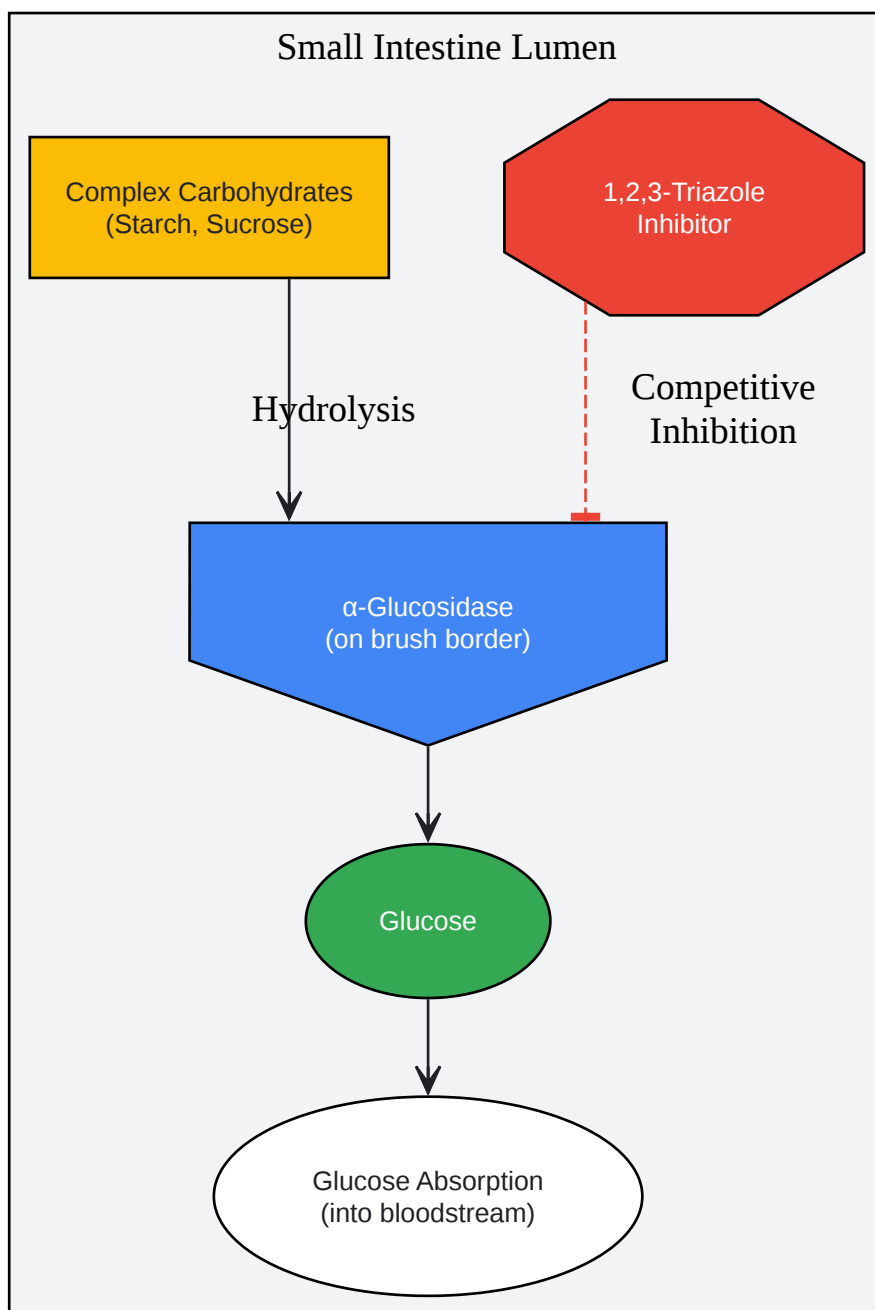 Small Intestine Lumen
Complex Carbohydrates
(Starch, Sucrose)
1,2,3-Triazole
Inhibitor
Hydrolysis
Competitive
Inhibition
α-Glucosidase
(on brush border)
Glucose
Glucose Absorption
(into bloodstream)